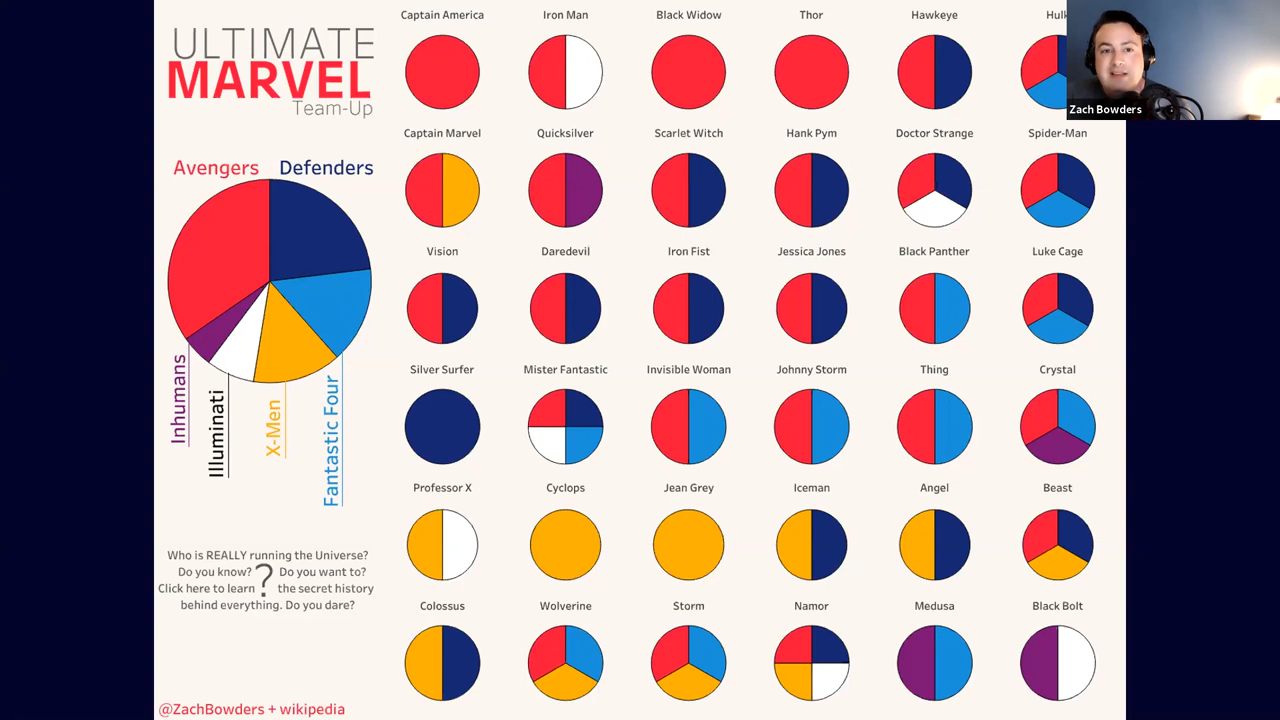 ULTIMATE
MARVEL
Team-Up
Avengers Defenders
Inhumans
Illuminati
X-Men
Fantastic Four
Who is REALLY running the Universe?
Do you know? ? Do you want to?
Click here to learn the secret history
behind everything. Do you dare?
@ZachBowders + wikipedia
Captain America Iron Man Black Widow Thor Hawkeye Hulk
Captain Marvel Quicksilver Scarlet Witch Hank Pym Doctor Strange Spider-Man
Vision Daredevil Iron Fist Jessica Jones Black Panther Luke Cage
Silver Surfer Mister Fantastic Invisible Woman Johnny Storm Thing Crystal
Professor X Cyclops Jean Grey Iceman Angel Beast
Colossus Wolverine Storm Namor Medusa Black Bolt
Zach Bowders